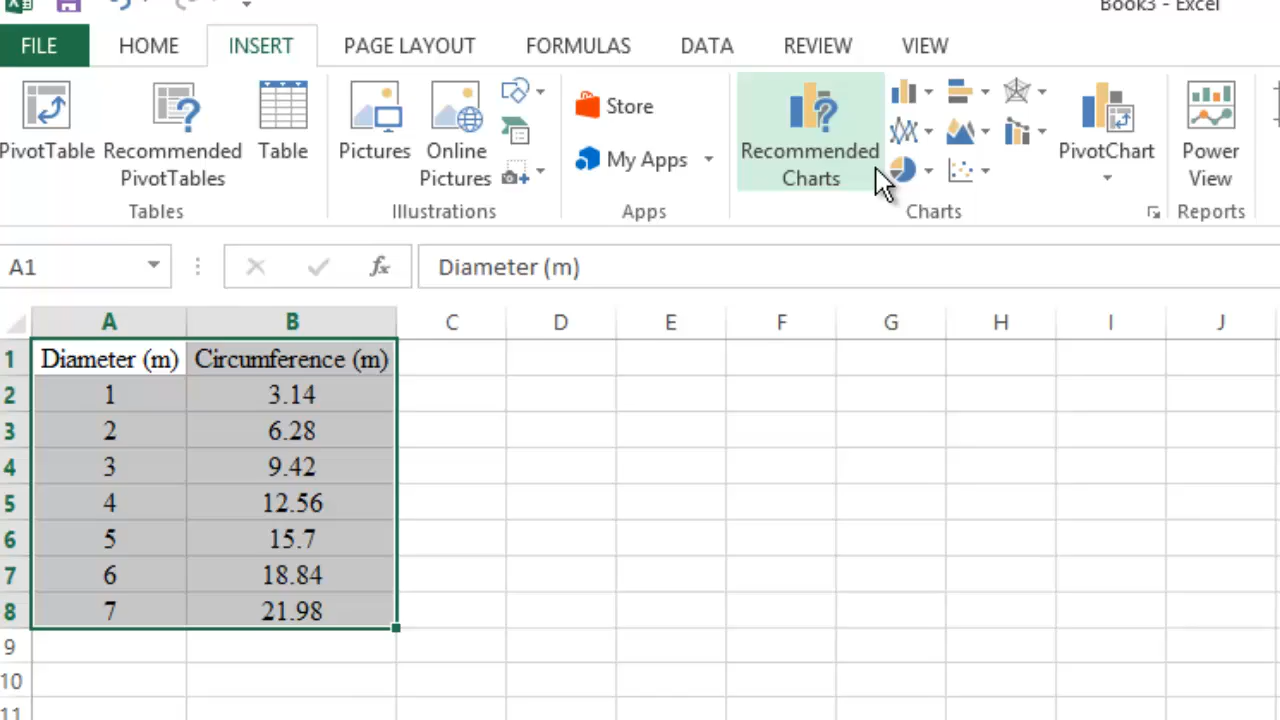 Book3 - Excel
FILE HOME INSERT PAGE LAYOUT FORMULAS DATA REVIEW VIEW
PivotTable
Recommended
PivotTables
Table
Pictures
Online
Pictures
Store
My Apps
Recommended
Charts
PivotChart
Power
View
Tables Illustrations Apps Charts Reports
A1 fx Diameter (m)
A B C D E F G H I J
1 Diameter (m) Circumference (m)
2 1 3.14
3 2 6.28
4 3 9.42
5 4 12.56
6 5 15.7
7 6 18.84
8 7 21.98
9
10
11